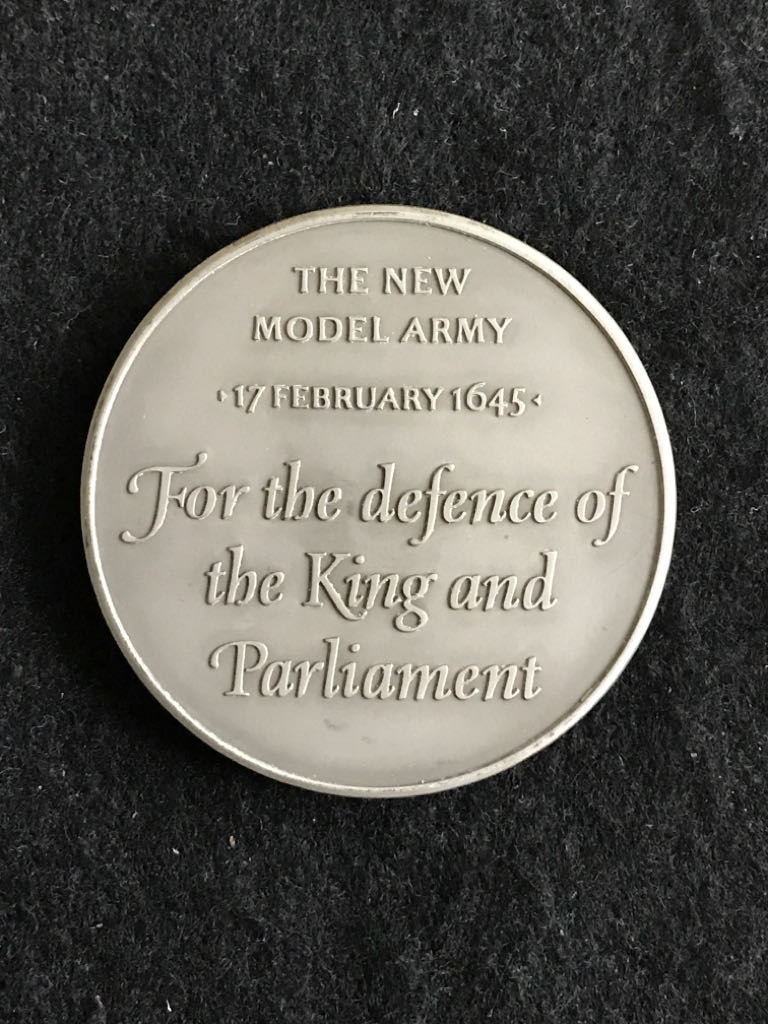 THE NEW
MODEL ARMY
·17 FEBRUARY 1645·
For the defence of
the King and
Parliament